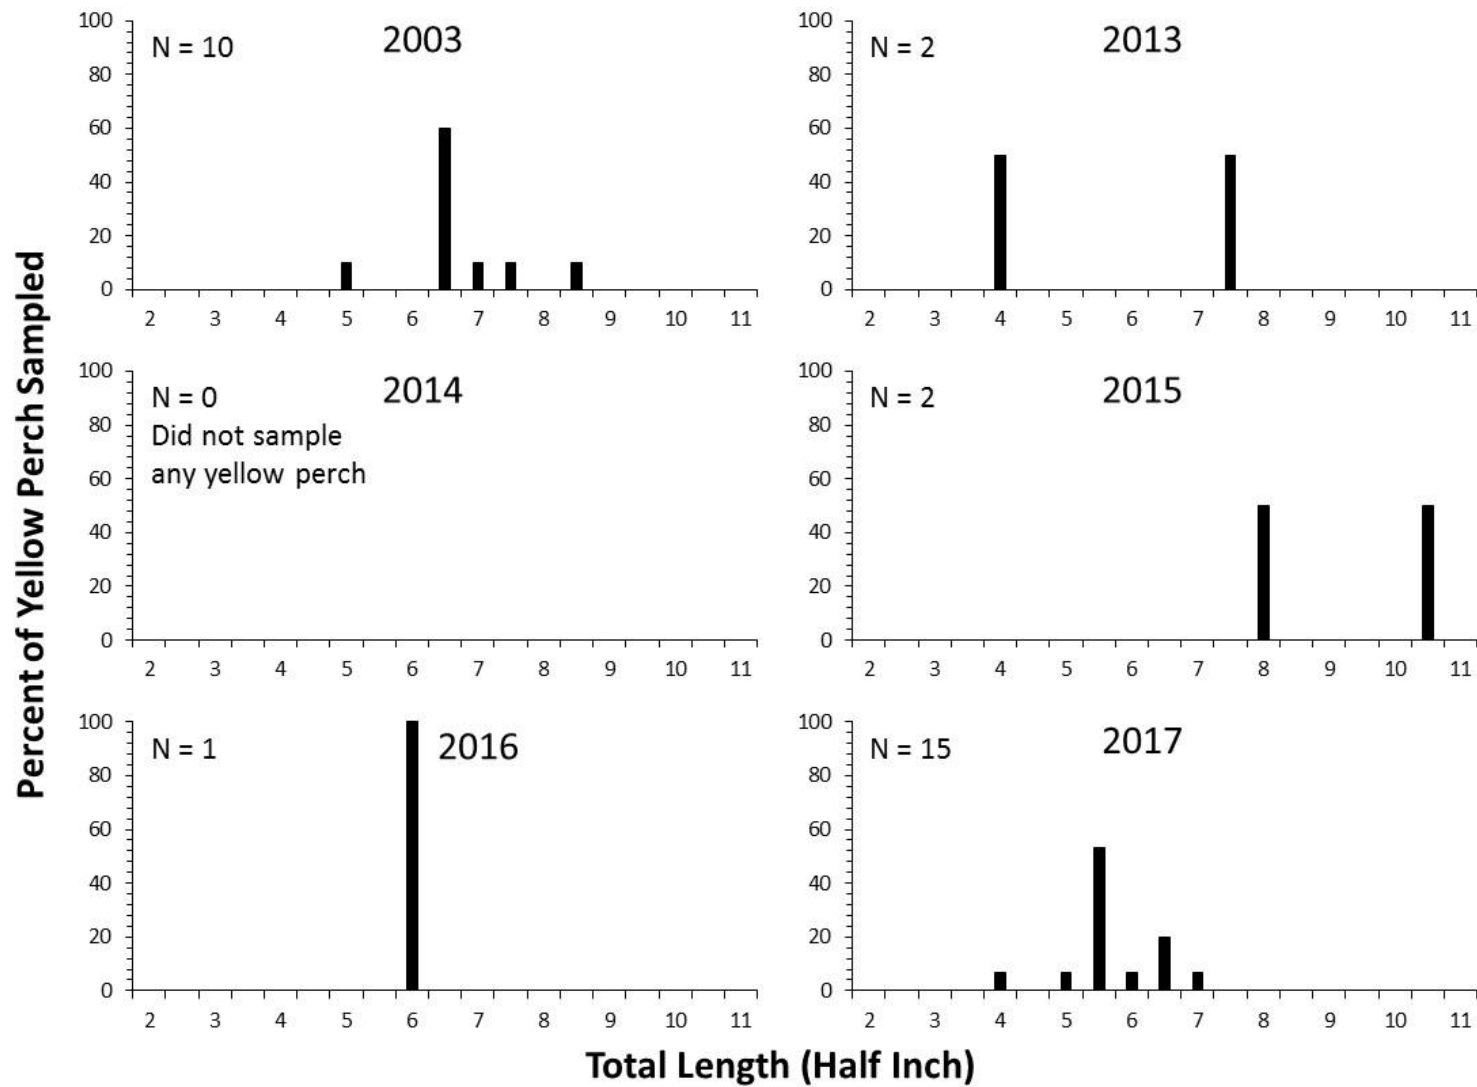 Percent of Yellow Perch Sampled
N = 10
2003
100
80
60
40
20
0
2 3 4 5 6 7 8 9 10 11
N = 2
2013
100
80
60
40
20
0
2 3 4 5 6 7 8 9 10 11
N = 0
2014
Did not sample
any yellow perch
100
80
60
40
20
0
2 3 4 5 6 7 8 9 10 11
N = 2
2015
100
80
60
40
20
0
2 3 4 5 6 7 8 9 10 11
N = 1
2016
100
80
60
40
20
0
2 3 4 5 6 7 8 9 10 11
N = 15
2017
100
80
60
40
20
0
2 3 4 5 6 7 8 9 10 11
Total Length (Half Inch)